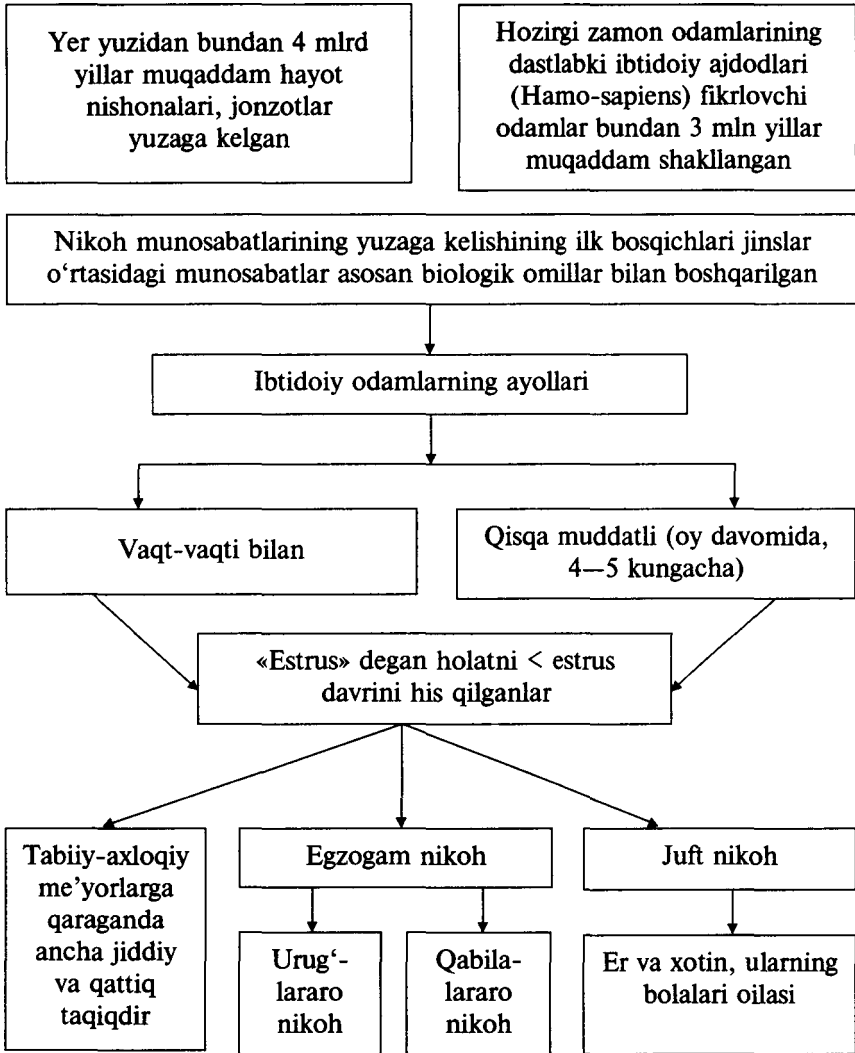 Yer yuzidan bundan 4 mlrd
yillar muqaddam hayot
nishonalari, jonzotlar
yuzaga kelgan
Hozirgi zamon odamlarining
dastlabki ibtidoiy ajdodlari
(Hamo-sapiens) fikrlovchi
odamlar bundan 3 mln yillar
muqaddam shakllangan
Nikoh munosabatlarining yuzaga kelishining ilk bosqichlari jinslar
o‘rtasidagi munosabatlar asosan biologik omillar bilan boshqarilgan
Ibtidoiy odamlarning ayollari
Vaqt-vaqti bilan
Qisqa muddatli (oy davomida,
4—5 kungacha)
«Estrus» degan holatni < estrus
davrini his qilganlar
Tabiiy-axloqiy
me’yorlarga
qaraganda
ancha jiddiy
va qattiq
taqiqdir
Egzogam nikoh
Urug‘-
lararo
nikoh
Qabila-
lararo
nikoh
Juft nikoh
Er va xotin, ularning
bolalari oilasi